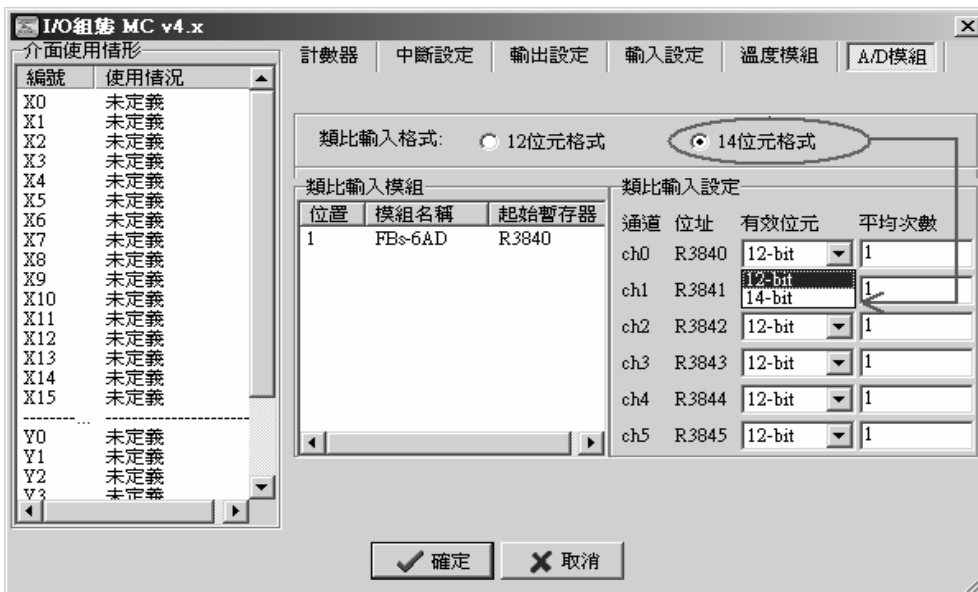 I/O組態 MC v4.x
介面使用情形
編號 使用情況
X0 未定義
X1 未定義
X2 未定義
X3 未定義
X4 未定義
X5 未定義
X6 未定義
X7 未定義
X8 未定義
X9 未定義
X10 未定義
X11 未定義
X12 未定義
X13 未定義
X14 未定義
X15 未定義
--------... --------------------
Y0 未定義
Y1 未定義
Y2 未定義
Y3 未定義
計數器 中斷設定 輸出設定 輸入設定 溫度模組 A/D模組
類比輸入格式: 12位元格式 14位元格式
類比輸入模組
位置 模組名稱 起始暫存器
1 FBs-6AD R3840
類比輸入設定
通道 位址 有效位元 平均次數
ch0 R3840 12-bit 1
12-bit
14-bit
ch1 R3841 1
ch2 R3842 12-bit 1
ch3 R3843 12-bit 1
ch4 R3844 12-bit 1
ch5 R3845 12-bit 1
確定 取消